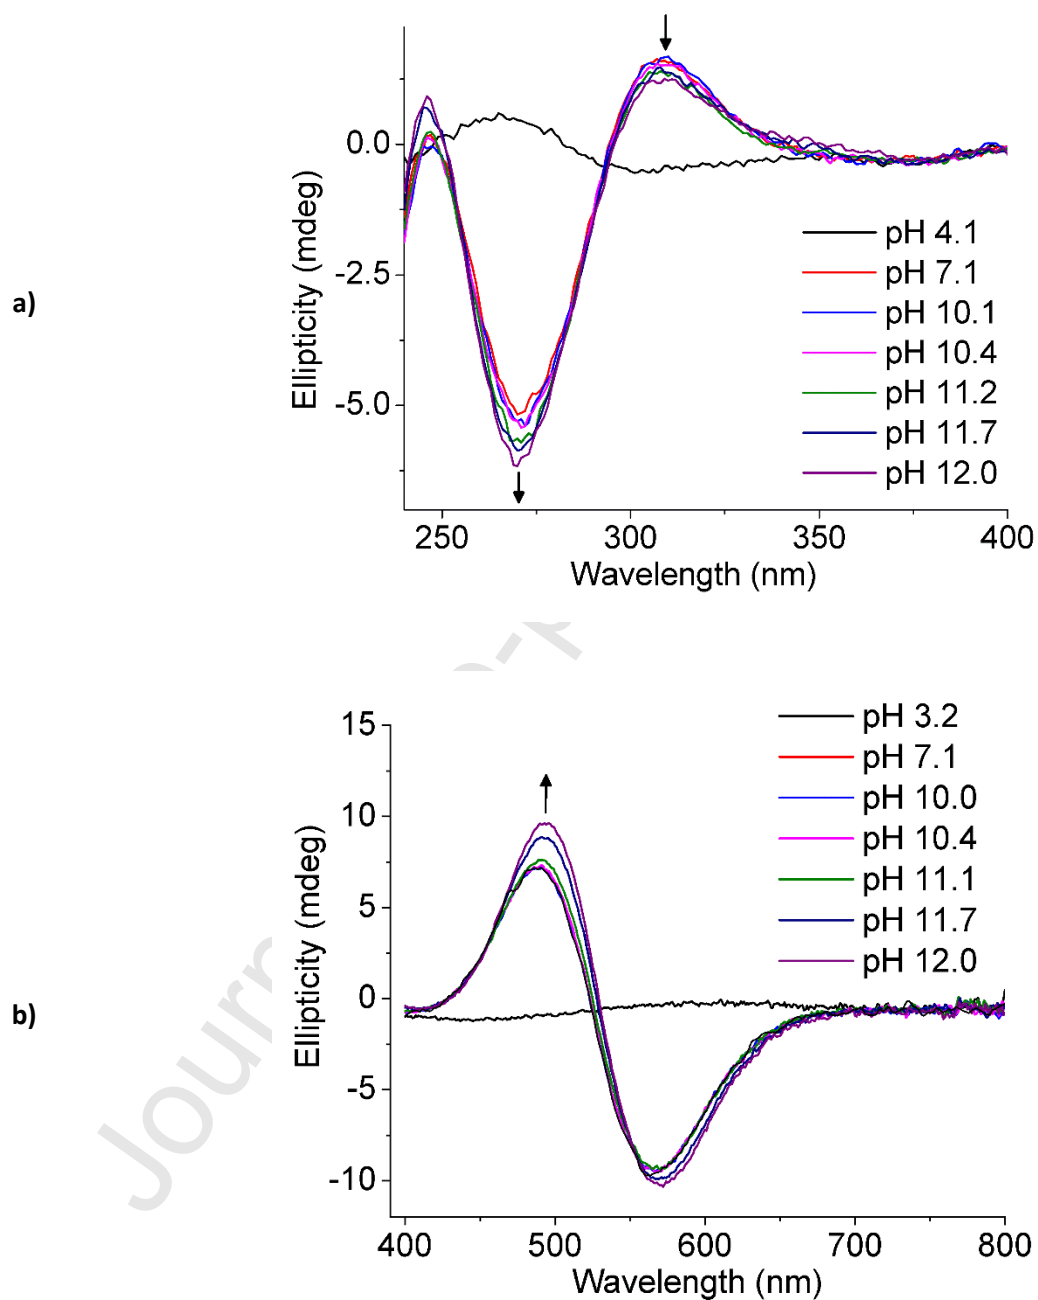 a)
Ellipticity (mdeg)
0.0
-2.5
-5.0
pH 4.1
pH 7.1
pH 10.1
pH 10.4
pH 11.2
pH 11.7
pH 12.0
250 300 350 400
Wavelength (nm)
b)
Ellipticity (mdeg)
15
10
5
0
-5
-10
pH 3.2
pH 7.1
pH 10.0
pH 10.4
pH 11.1
pH 11.7
pH 12.0
400 500 600 700 800
Wavelength (nm)
Journ